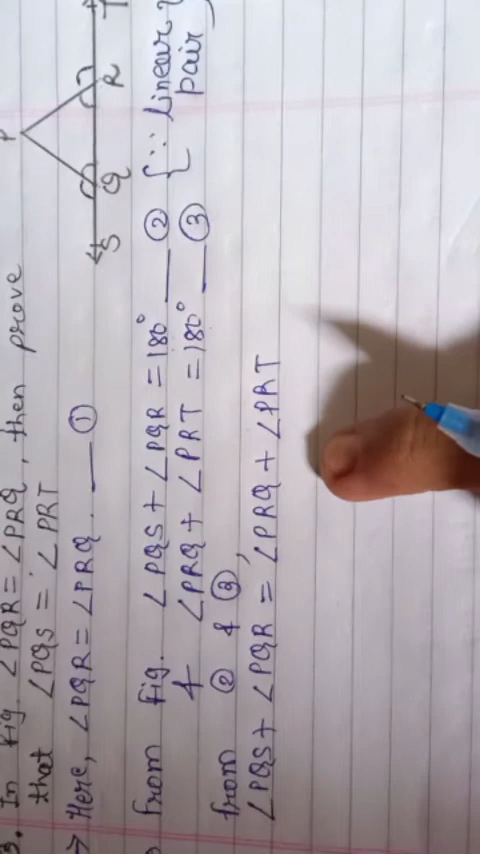 3. In fig. ∠PQR = ∠PRQ, then prove
that ∠PQS = ∠PRT
P
S Q R T
→ Here, ∠PQR = ∠PRQ. — ①
from fig. ∠PQS + ∠PQR = 180° — ② {∵ linear
& ∠PRQ + ∠PRT = 180° — ③ pair
from ② & ③,
∠PQS + ∠PQR = ∠PRQ + ∠PRT